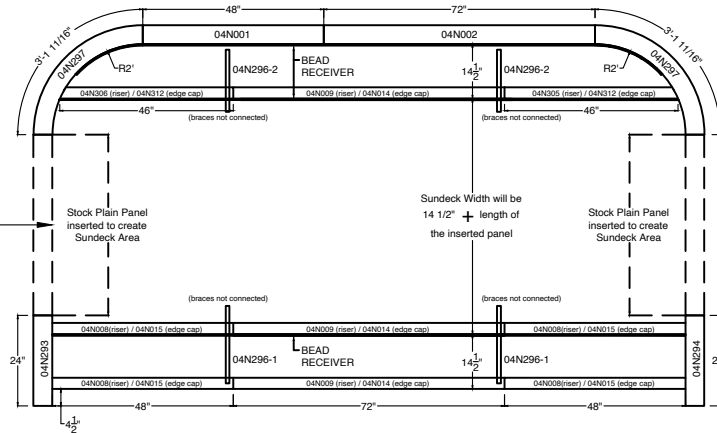 48"
72"
04N001
04N002
3'-1 11/16"
3'-1 11/16"
04N297
04N297
R2'
R2'
04N296-2
BEAD
RECEIVER
14 1/2"
04N296-2
04N306 (riser) / 04N312 (edge cap)
04N009 (riser) / 04N014 (edge cap)
04N305 (riser) / 04N312 (edge cap)
46"
46"
(braces not connected)
(braces not connected)
Stock Plain Panel
inserted to create
Sundeck Area
Sundeck Width will be
14 1/2" + length of
the inserted panel
Stock Plain Panel
inserted to create
Sundeck Area
(braces not connected)
(braces not connected)
04N008(riser) / 04N015 (edge cap)
04N009 (riser) / 04N014 (edge cap)
04N008(riser) / 04N015 (edge cap)
24"
04N293
04N296-1
BEAD
RECEIVER
14 1/2"
04N296-1
04N294
04N008(riser) / 04N015 (edge cap)
04N009 (riser) / 04N014 (edge cap)
04N008(riser) / 04N015 (edge cap)
48"
72"
48"
4 1/2"